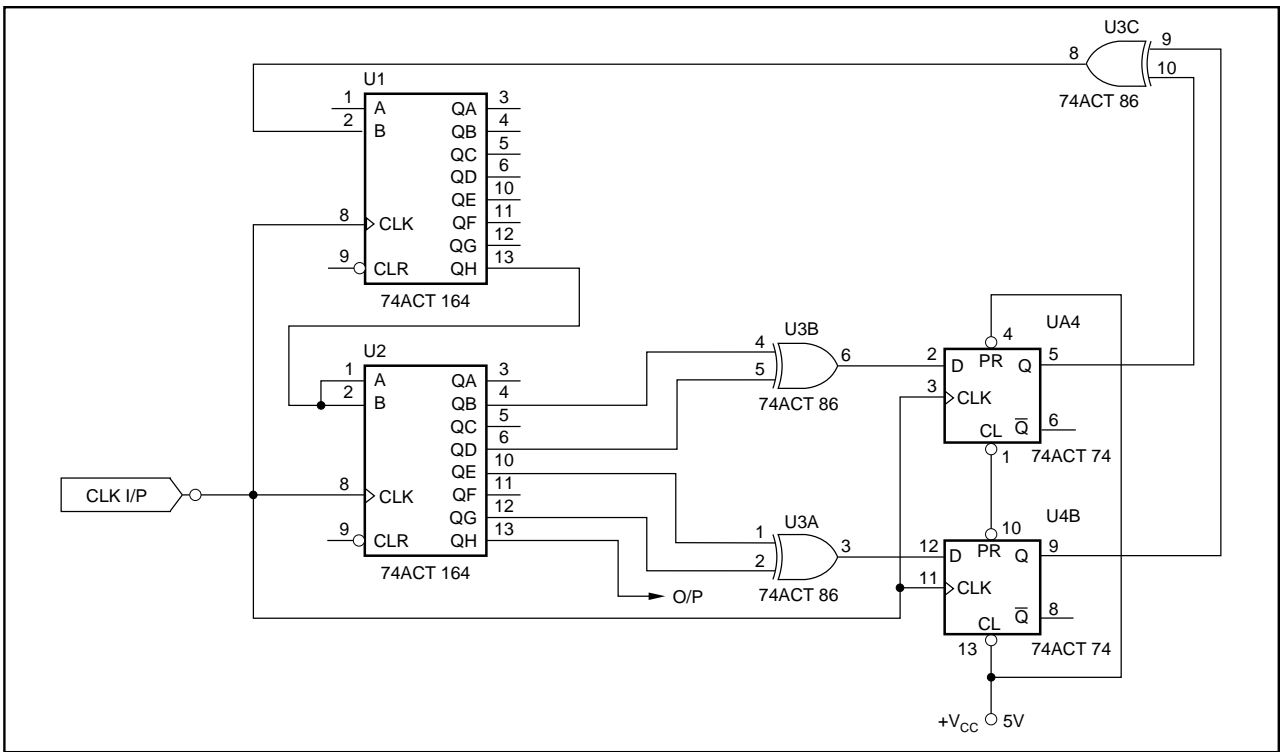 U3C
8
9
10
74ACT 86
U1
1 A QA 3
2 B QB 4
QC 5
QD 6
QE 10
8 CLK QF 11
QG 12
9 CLR QH 13
74ACT 164
U2
1 A QA 3
2 B QB 4
QC 5
QD 6
QE 10
8 CLK QF 11
QG 12
9 CLR QH 13
74ACT 164
CLK I/P
O/P
U3B
4
5
6
74ACT 86
U3A
1
2
3
74ACT 86
UA4
4
2 D PR Q 5
3 CLK
CL Q̅ 6
1
74ACT 74
U4B
10
12 D PR Q 9
11 CLK
CL Q̅ 8
13
74ACT 74
+VCC 5V